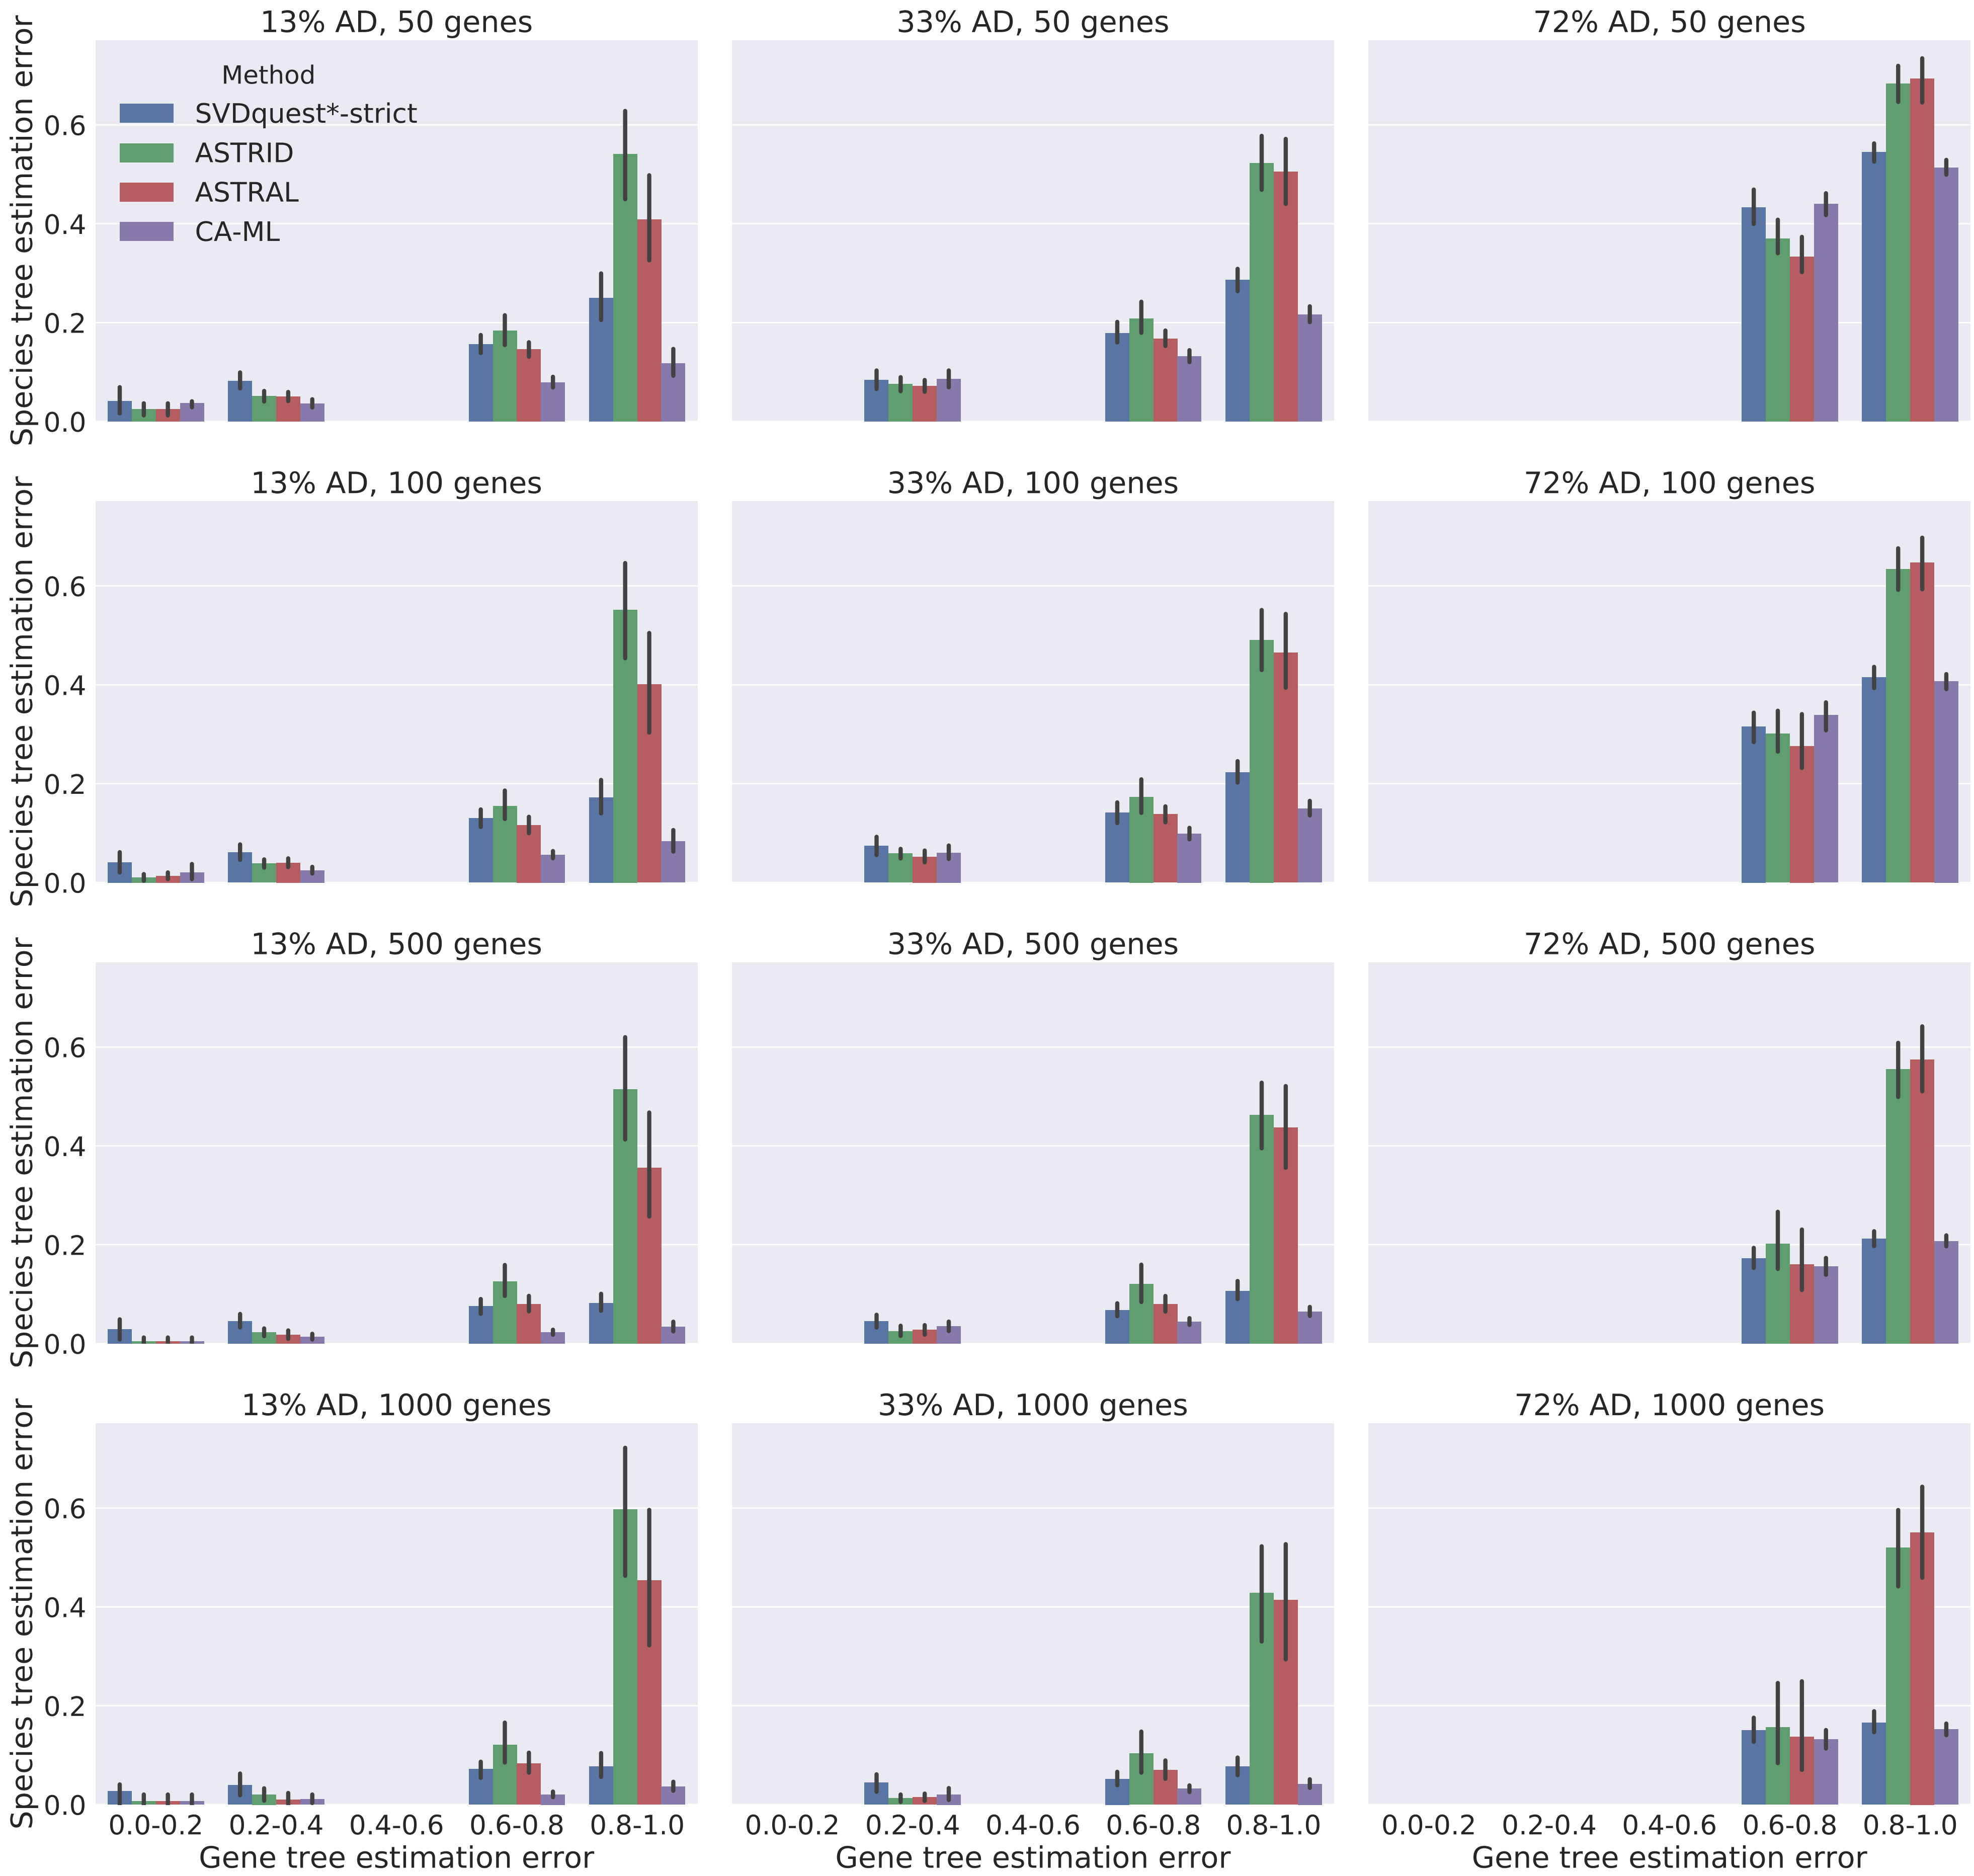 13% AD, 50 genes
33% AD, 50 genes
72% AD, 50 genes
Species tree estimation error
0.6
0.4
0.2
0.0
Method
SVDquest*-strict
ASTRID
ASTRAL
CA-ML
13% AD, 100 genes
33% AD, 100 genes
72% AD, 100 genes
Species tree estimation error
0.6
0.4
0.2
0.0
13% AD, 500 genes
33% AD, 500 genes
72% AD, 500 genes
Species tree estimation error
0.6
0.4
0.2
0.0
13% AD, 1000 genes
33% AD, 1000 genes
72% AD, 1000 genes
Species tree estimation error
0.6
0.4
0.2
0.0
0.0-0.2 0.2-0.4 0.4-0.6 0.6-0.8 0.8-1.0
Gene tree estimation error
0.0-0.2 0.2-0.4 0.4-0.6 0.6-0.8 0.8-1.0
Gene tree estimation error
0.0-0.2 0.2-0.4 0.4-0.6 0.6-0.8 0.8-1.0
Gene tree estimation error